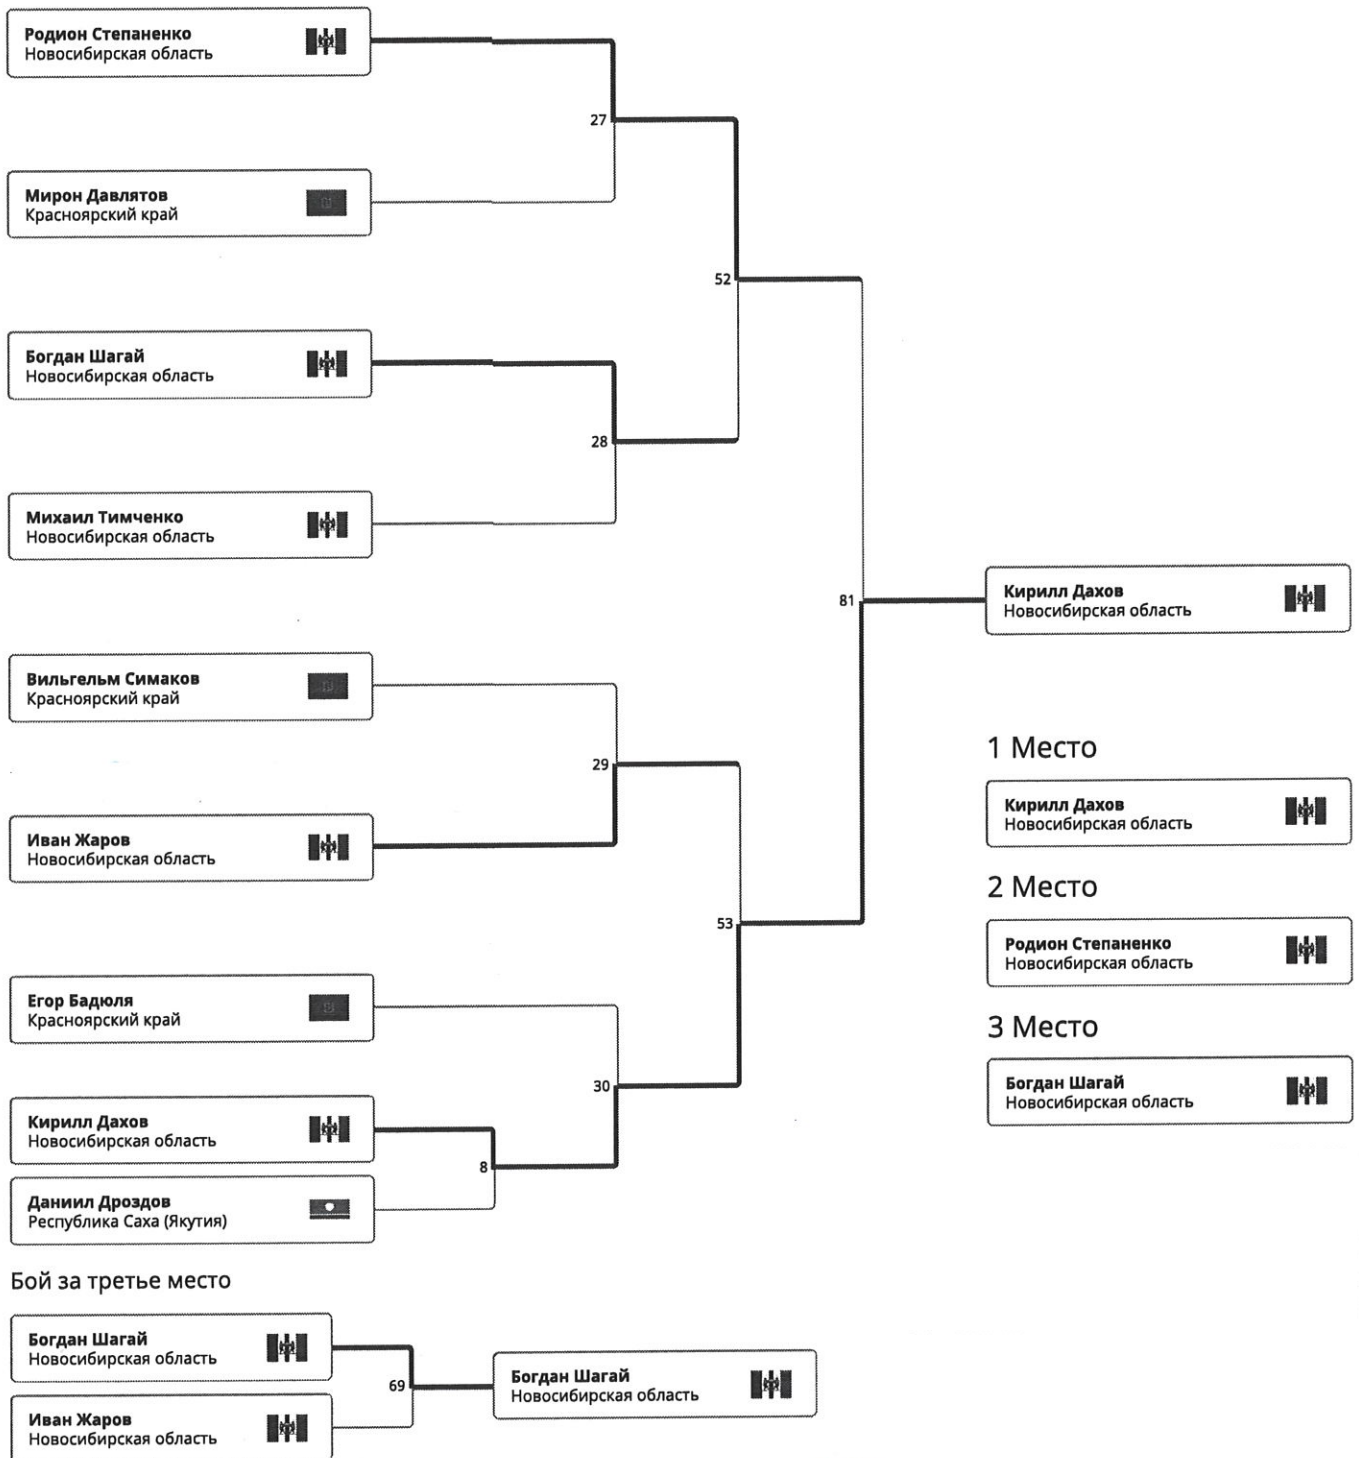 Родион Степаненко
Новосибирская область
27
Мирон Давлятов
Красноярский край
52
Богдан Шагай
Новосибирская область
28
Михаил Тимченко
Новосибирская область
81
Кирилл Дахов
Новосибирская область
Вильгельм Симаков
Красноярский край
29
Иван Жаров
Новосибирская область
53
Егор Бадюля
Красноярский край
30
Кирилл Дахов
Новосибирская область
8
Даниил Дроздов
Республика Саха (Якутия)
1 Место
Кирилл Дахов
Новосибирская область
2 Место
Родион Степаненко
Новосибирская область
3 Место
Богдан Шагай
Новосибирская область
Бой за третье место
Богдан Шагай
Новосибирская область
69
Богдан Шагай
Новосибирская область
Иван Жаров
Новосибирская область